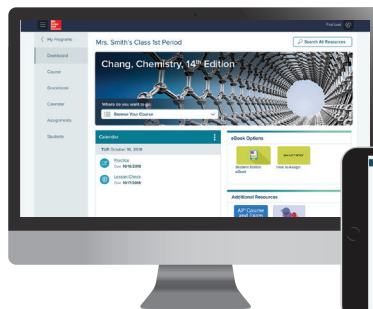 First Last
My Programs
Mrs. Smith's Class 1st Period
Search All Resources
Dashboard
Course
Gradebook
Calendar
Assignments
Students
Chang, Chemistry, 14th Edition
Where do you want to go:
Browse Your Course
Calendar
TUE October 16, 2018
Practice
Due: 10/16/2018
Lesson Check
Due: 10/17/2018
eBook Options
Student Edition
eBook
How to Assign
Additional Resources
AP Course
and Exam